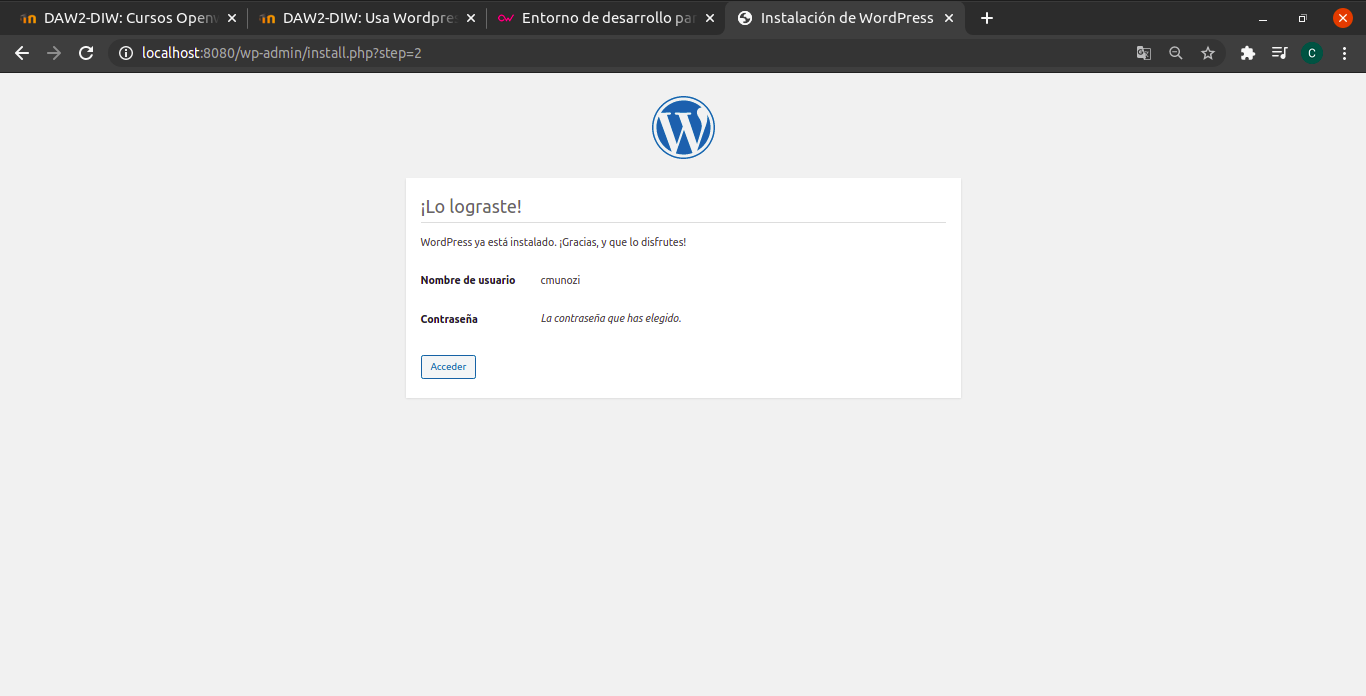 DAW2-DIW: Cursos Openw
DAW2-DIW: Usa Wordpres
Entorno de desarrollo par
Instalación de WordPress
localhost:8080/wp-admin/install.php?step=2
C
¡Lo lograste!
WordPress ya está instalado. ¡Gracias, y que lo disfrutes!
Nombre de usuario cmunozi
Contraseña La contraseña que has elegido.
Acceder